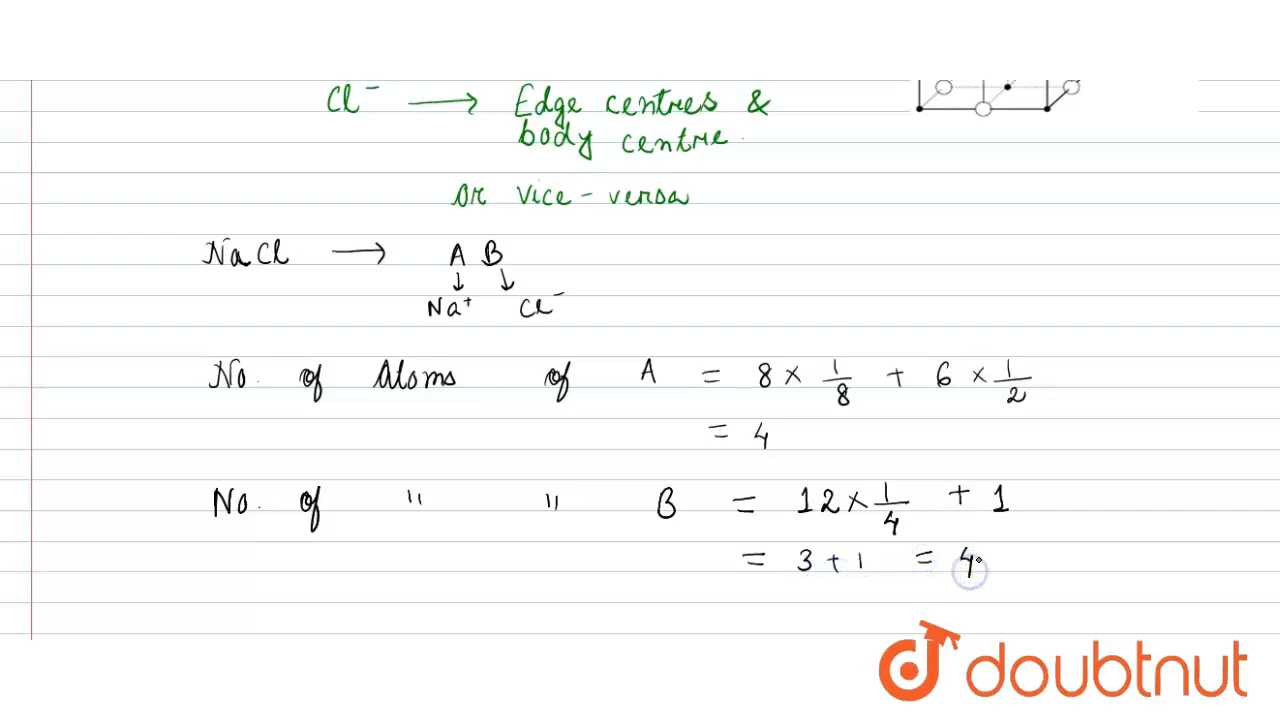 Cl⁻ → Edge centres &
body centre.
or vice-versa
NaCl → A B
↓ ↓
Na⁺ Cl⁻
No. of Atoms of A = 8 × 1/8 + 6 × 1/2
= 4
No. of " " B = 12 × 1/4 + 1
= 3 + 1 = 4
doubtnut